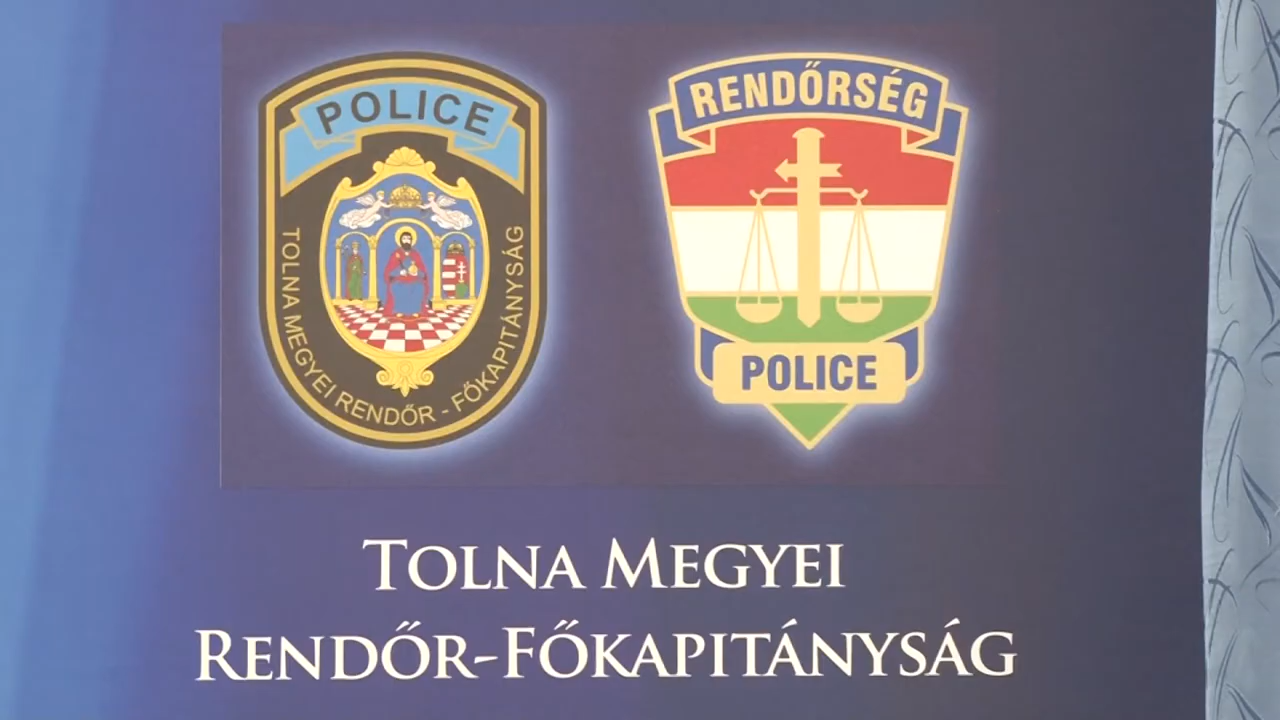 POLICE
TOLNA MEGYEI RENDŐR - FŐKAPITÁNYSÁG
RENDŐRSÉG
POLICE
TOLNA MEGYEI
RENDŐR-FŐKAPITÁNYSÁG